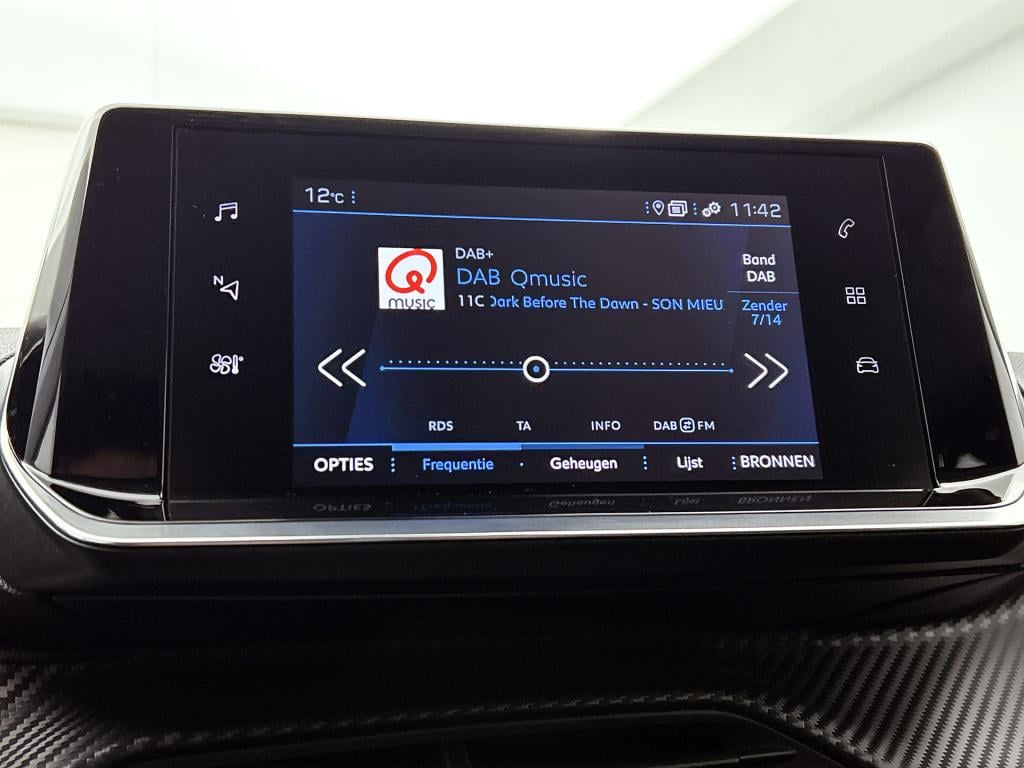 12°C
11:42
N
DAB+
DAB Qmusic
music
11C Dark Before The Dawn - SON MIEU
Band
DAB
Zender
7/14
RDS TA INFO DAB FM
OPTIES Frequentie Geheugen Lijst BRONNEN